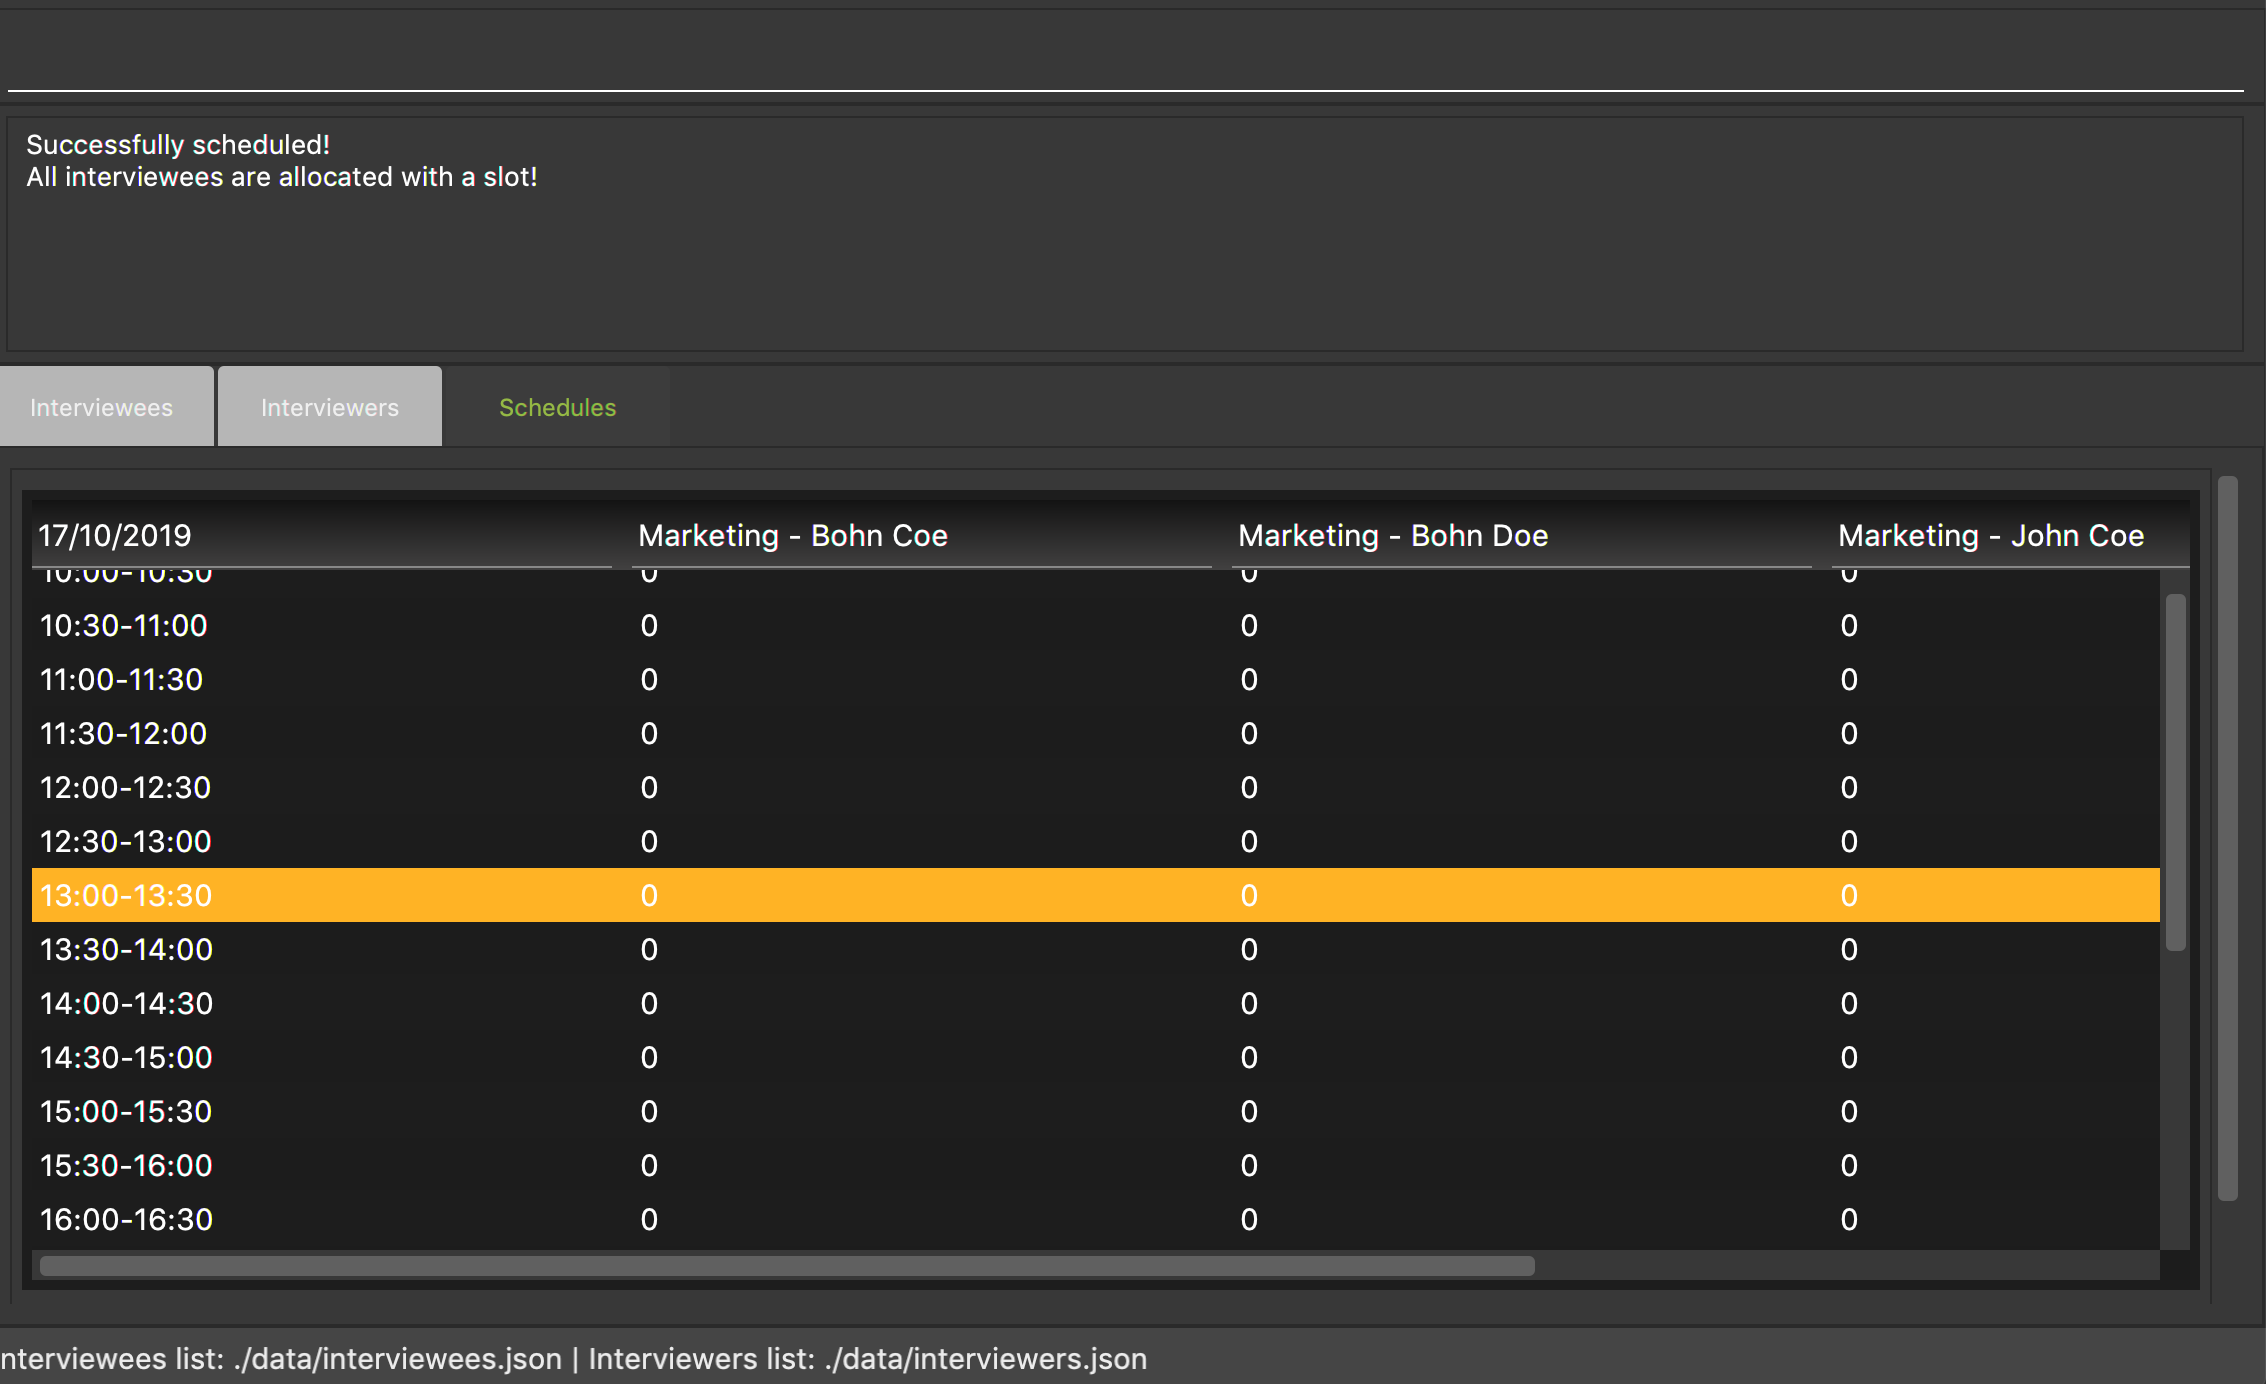 Successfully scheduled!
All interviewees are allocated with a slot!
Interviewees Interviewers Schedules
17/10/2019 Marketing - Bohn Coe Marketing - Bohn Doe Marketing - John Coe
10:00-10:30 0 0 0
10:30-11:00 0 0 0
11:00-11:30 0 0 0
11:30-12:00 0 0 0
12:00-12:30 0 0 0
12:30-13:00 0 0 0
13:00-13:30 0 0 0
13:30-14:00 0 0 0
14:00-14:30 0 0 0
14:30-15:00 0 0 0
15:00-15:30 0 0 0
15:30-16:00 0 0 0
16:00-16:30 0 0 0
nterviewees list: ./data/interviewees.json | Interviewers list: ./data/interviewers.json